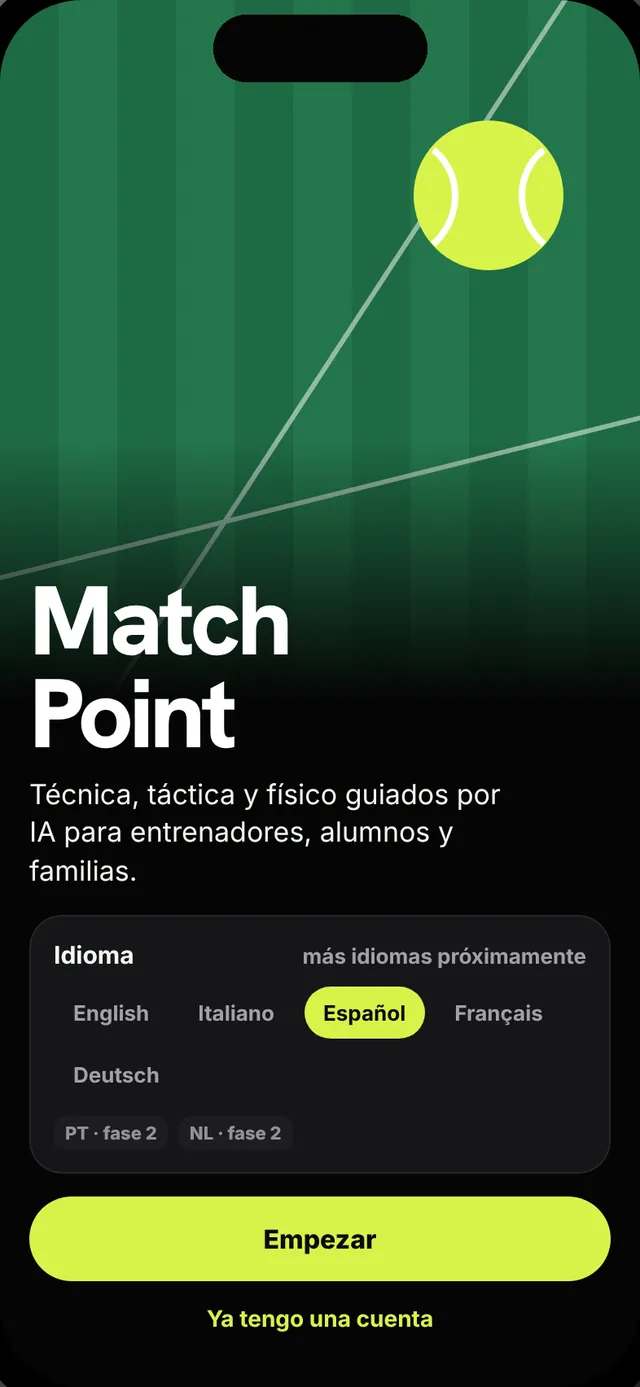 Match
Point
Técnica, táctica y físico guiados por
IA para entrenadores, alumnos y
familias.
Idioma más idiomas próximamente
English Italiano Español Français
Deutsch
PT · fase 2 NL · fase 2
Empezar
Ya tengo una cuenta